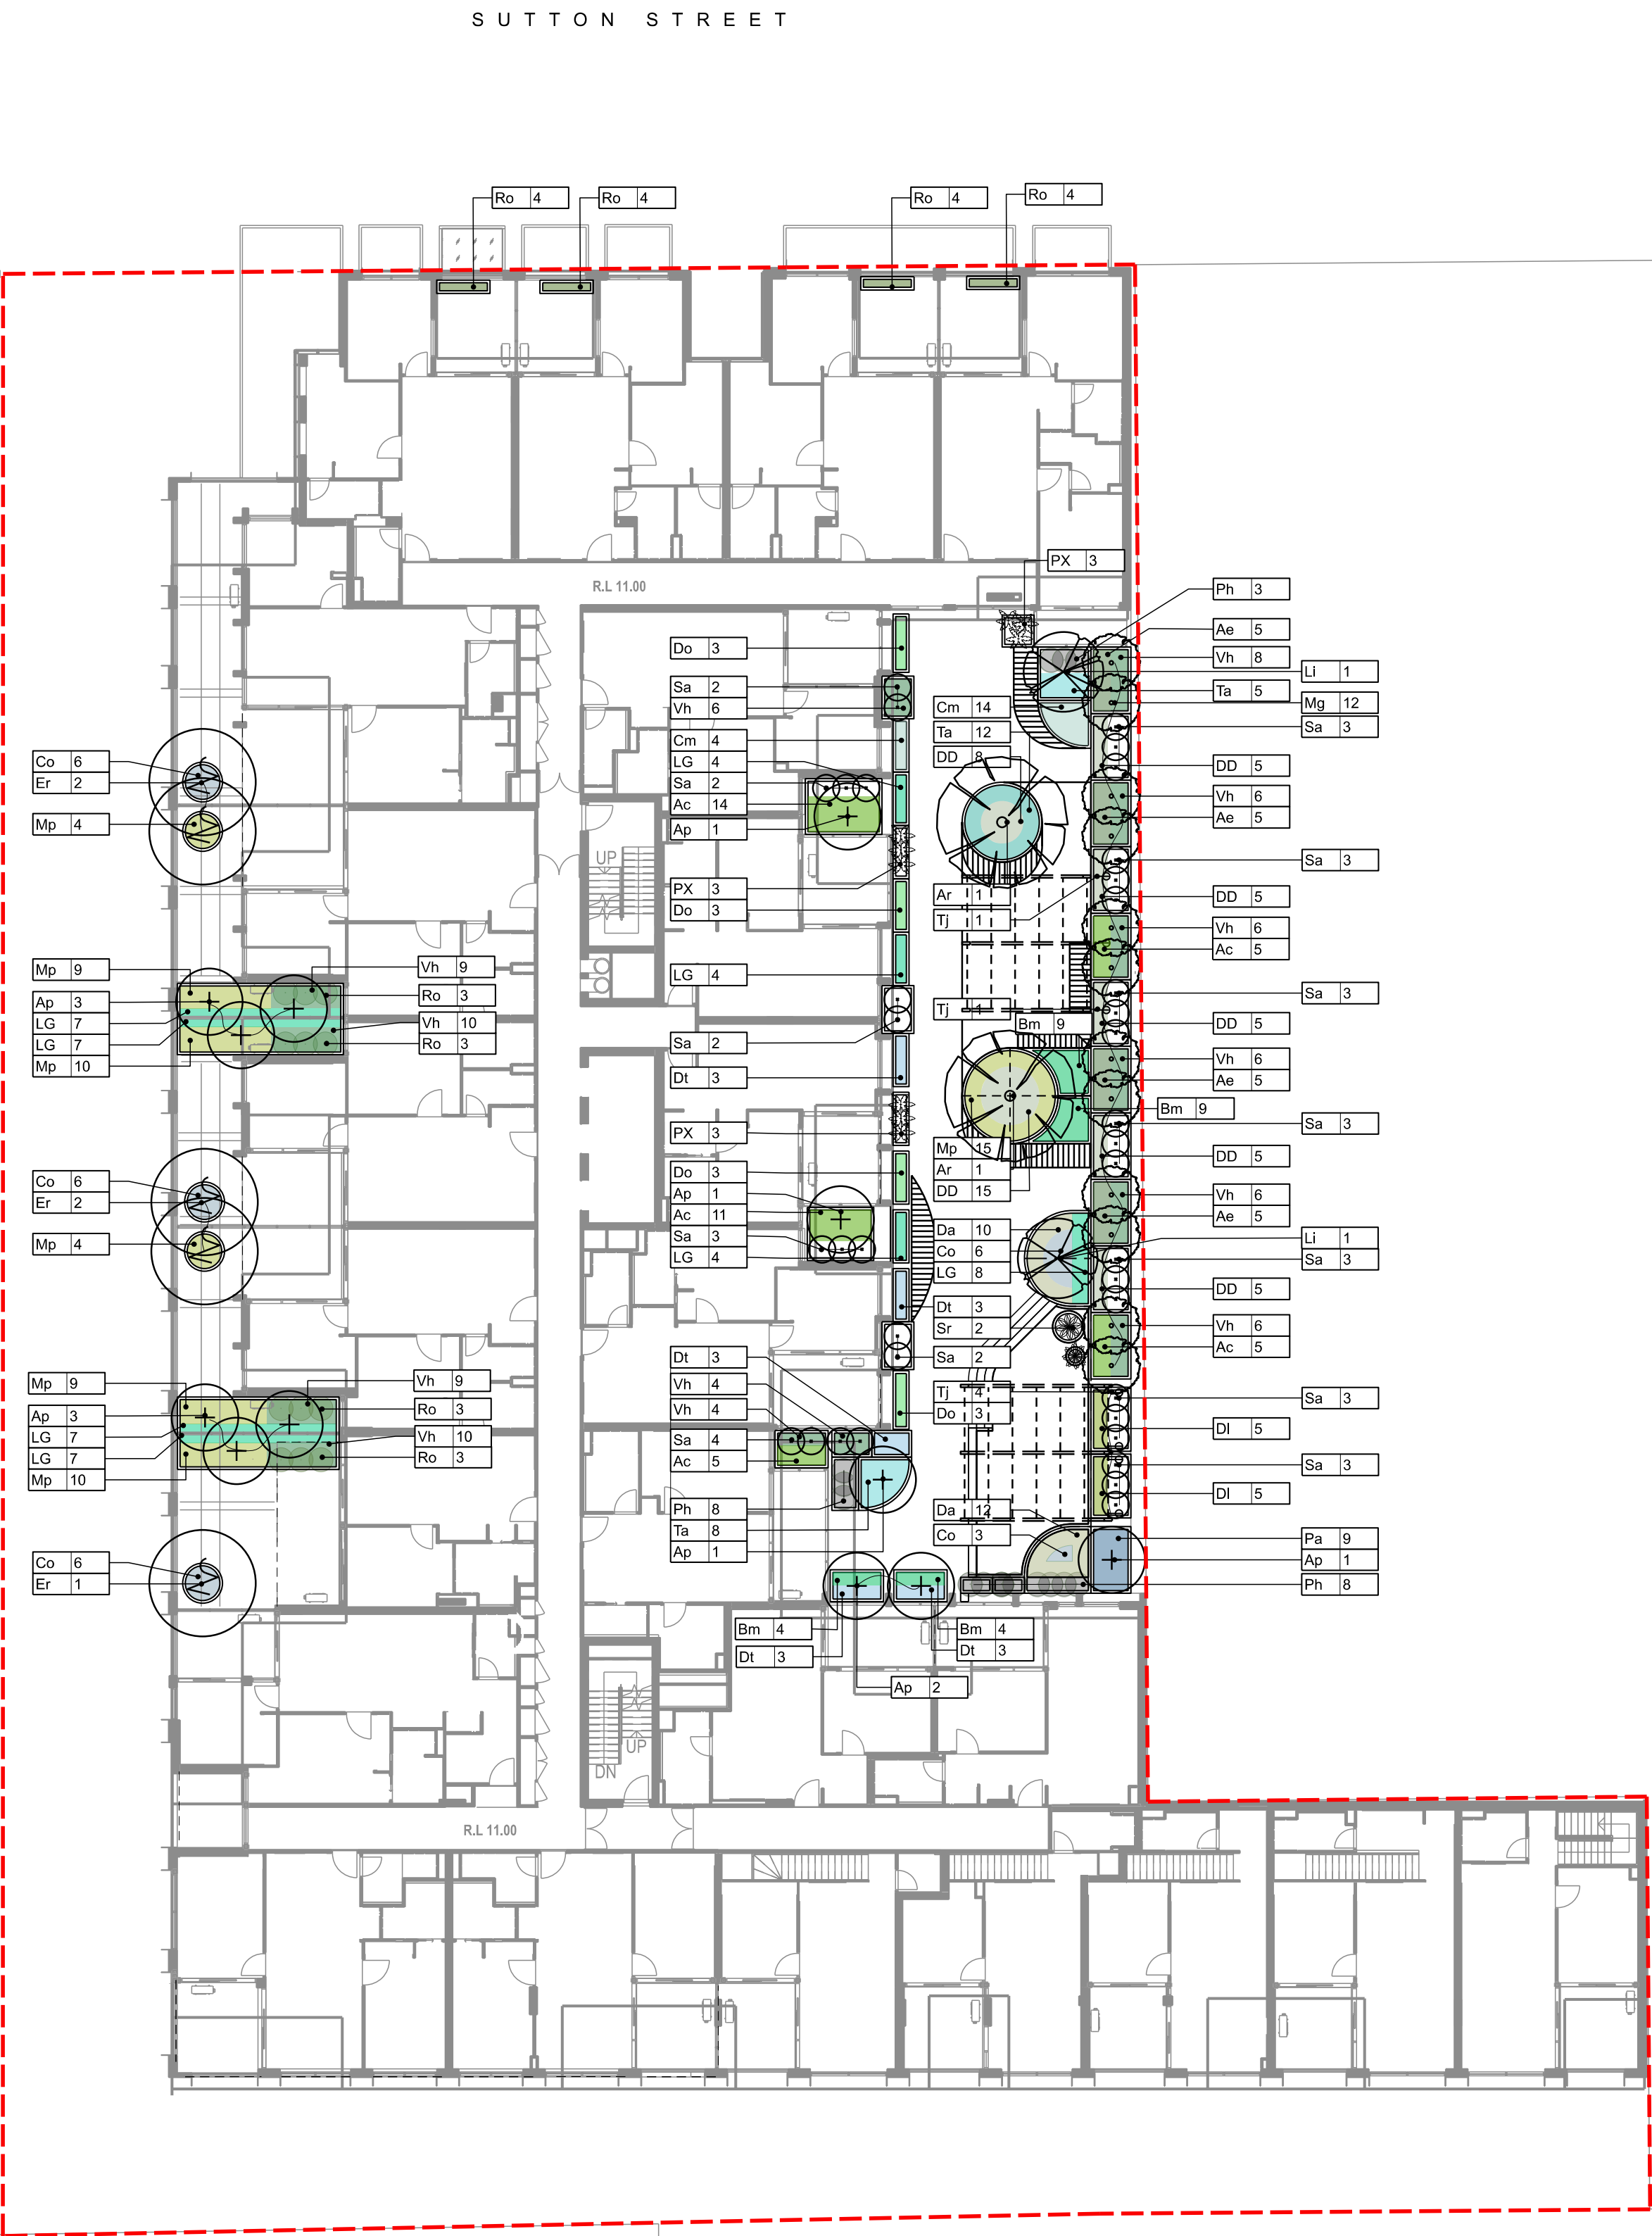 SUTTON STREET
Ro 4
Ro 4
Ro 4
Ro 4
R.L 11.00
PX 3
Ph 3
Ae 5
Vh 8
Li 1
Ta 5
Mg 12
Sa 3
DD 5
Vh 6
Ae 5
Sa 3
DD 5
Vh 6
Ac 5
Sa 3
DD 5
Vh 6
Ae 5
Bm 9
Sa 3
DD 5
Vh 6
Ae 5
Li 1
Sa 3
DD 5
Vh 6
Ac 5
Sa 3
DI 5
Sa 3
DI 5
Pa 9
Ap 1
Ph 8
Do 3
Sa 2
Vh 6
Cm 4
LG 4
Sa 2
Ac 14
Ap 1
PX 3
Do 3
LG 4
Sa 2
Dt 3
PX 3
Do 3
Ap 1
Ac 11
Sa 3
LG 4
Dt 3
Vh 4
Vh 4
Sa 4
Ac 5
Ph 8
Ta 8
Ap 1
Cm 14
Ta 12
DD 8
Ar 1
Tj 1
Tj 1
Bm 9
Mp 15
Ar 1
DD 15
Da 10
Co 6
LG 8
Dt 3
Sr 2
Sa 2
Tj 4
Do 3
Da 12
Co 3
Bm 4
Dt 3
Bm 4
Dt 3
Ap 2
Co 6
Er 2
Mp 4
Mp 9
Ap 3
LG 7
LG 7
Mp 10
Vh 9
Ro 3
Vh 10
Ro 3
Co 6
Er 2
Mp 4
Mp 9
Ap 3
LG 7
LG 7
Mp 10
Vh 9
Ro 3
Vh 10
Ro 3
Co 6
Er 1
UP
UP
DN
R.L 11.00